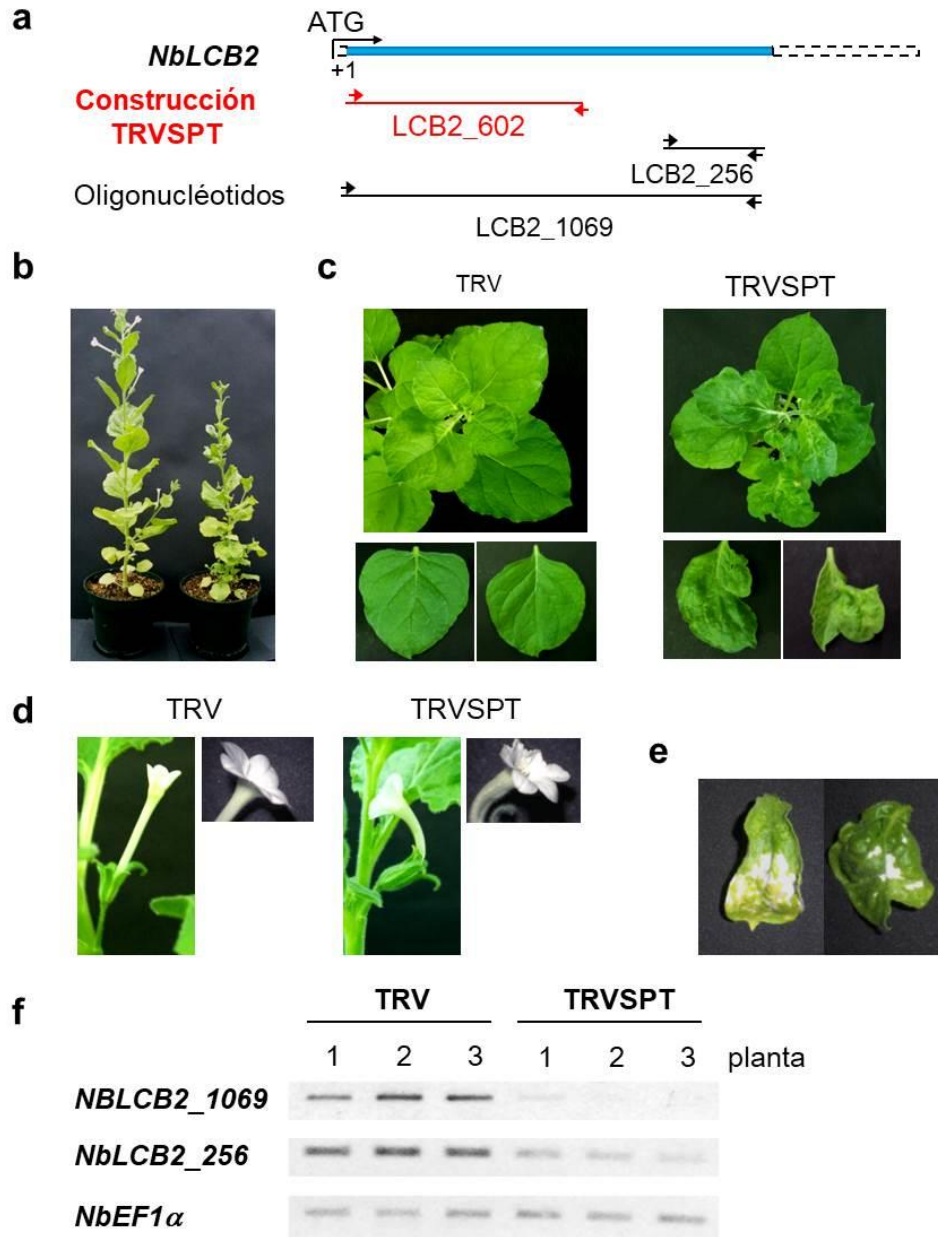 a
ATG
NbLCB2
+1
Construcción
TRVSPT
LCB2_602
LCB2_256
Oligonucléotidos
LCB2_1069
b
c
TRV
TRVSPT
d
TRV
TRVSPT
e
f
TRV
TRVSPT
1 2 3 1 2 3 planta
NBLCB2_1069
NbLCB2_256
NbEF1α